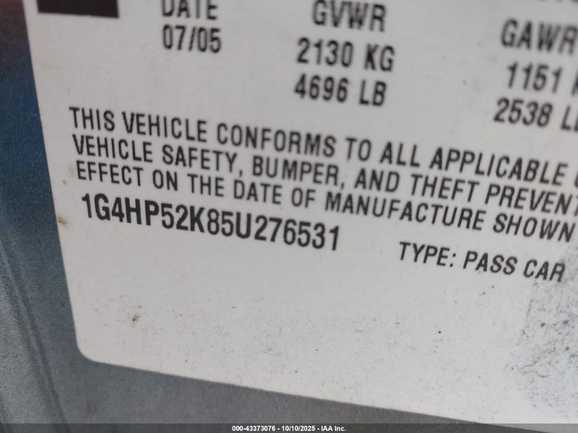 DATE GVWR GAWR
07/05 2130 KG 1151
4696 LB 2538
THIS VEHICLE CONFORMS TO ALL APPLICABLE
VEHICLE SAFETY, BUMPER, AND THEFT PREVENT
EFFECT ON THE DATE OF MANUFACTURE SHOWN
1G4HP52K85U276531 TYPE: PASS CAR
000-43373076 - 10/10/2025 - IAA Inc.